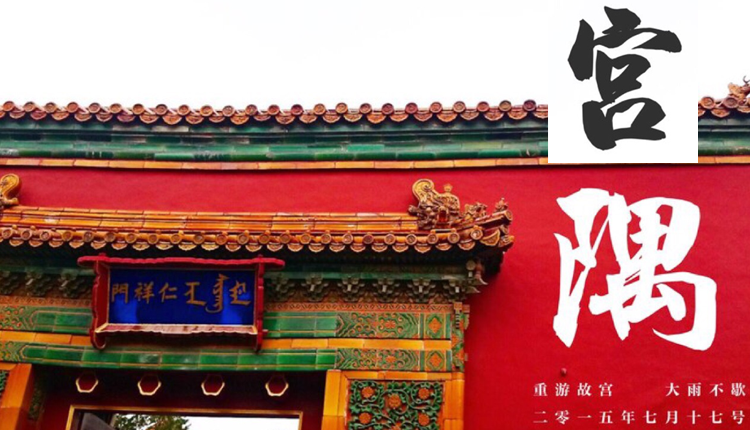 宫
隅
仁祥門
重游故宫 大雨不歇
二零一五年七月十七号